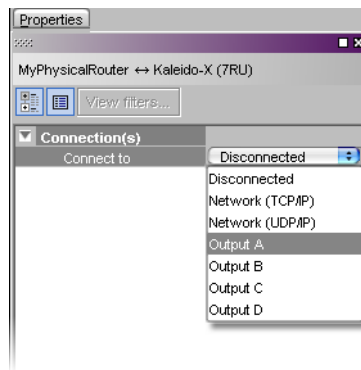 Properties
MyPhysicalRouter ↔ Kaleido-X (7RU)
View filters...
Connection(s)
Connect to
Disconnected
Disconnected
Network (TCP/IP)
Network (UDP/IP)
Output A
Output B
Output C
Output D